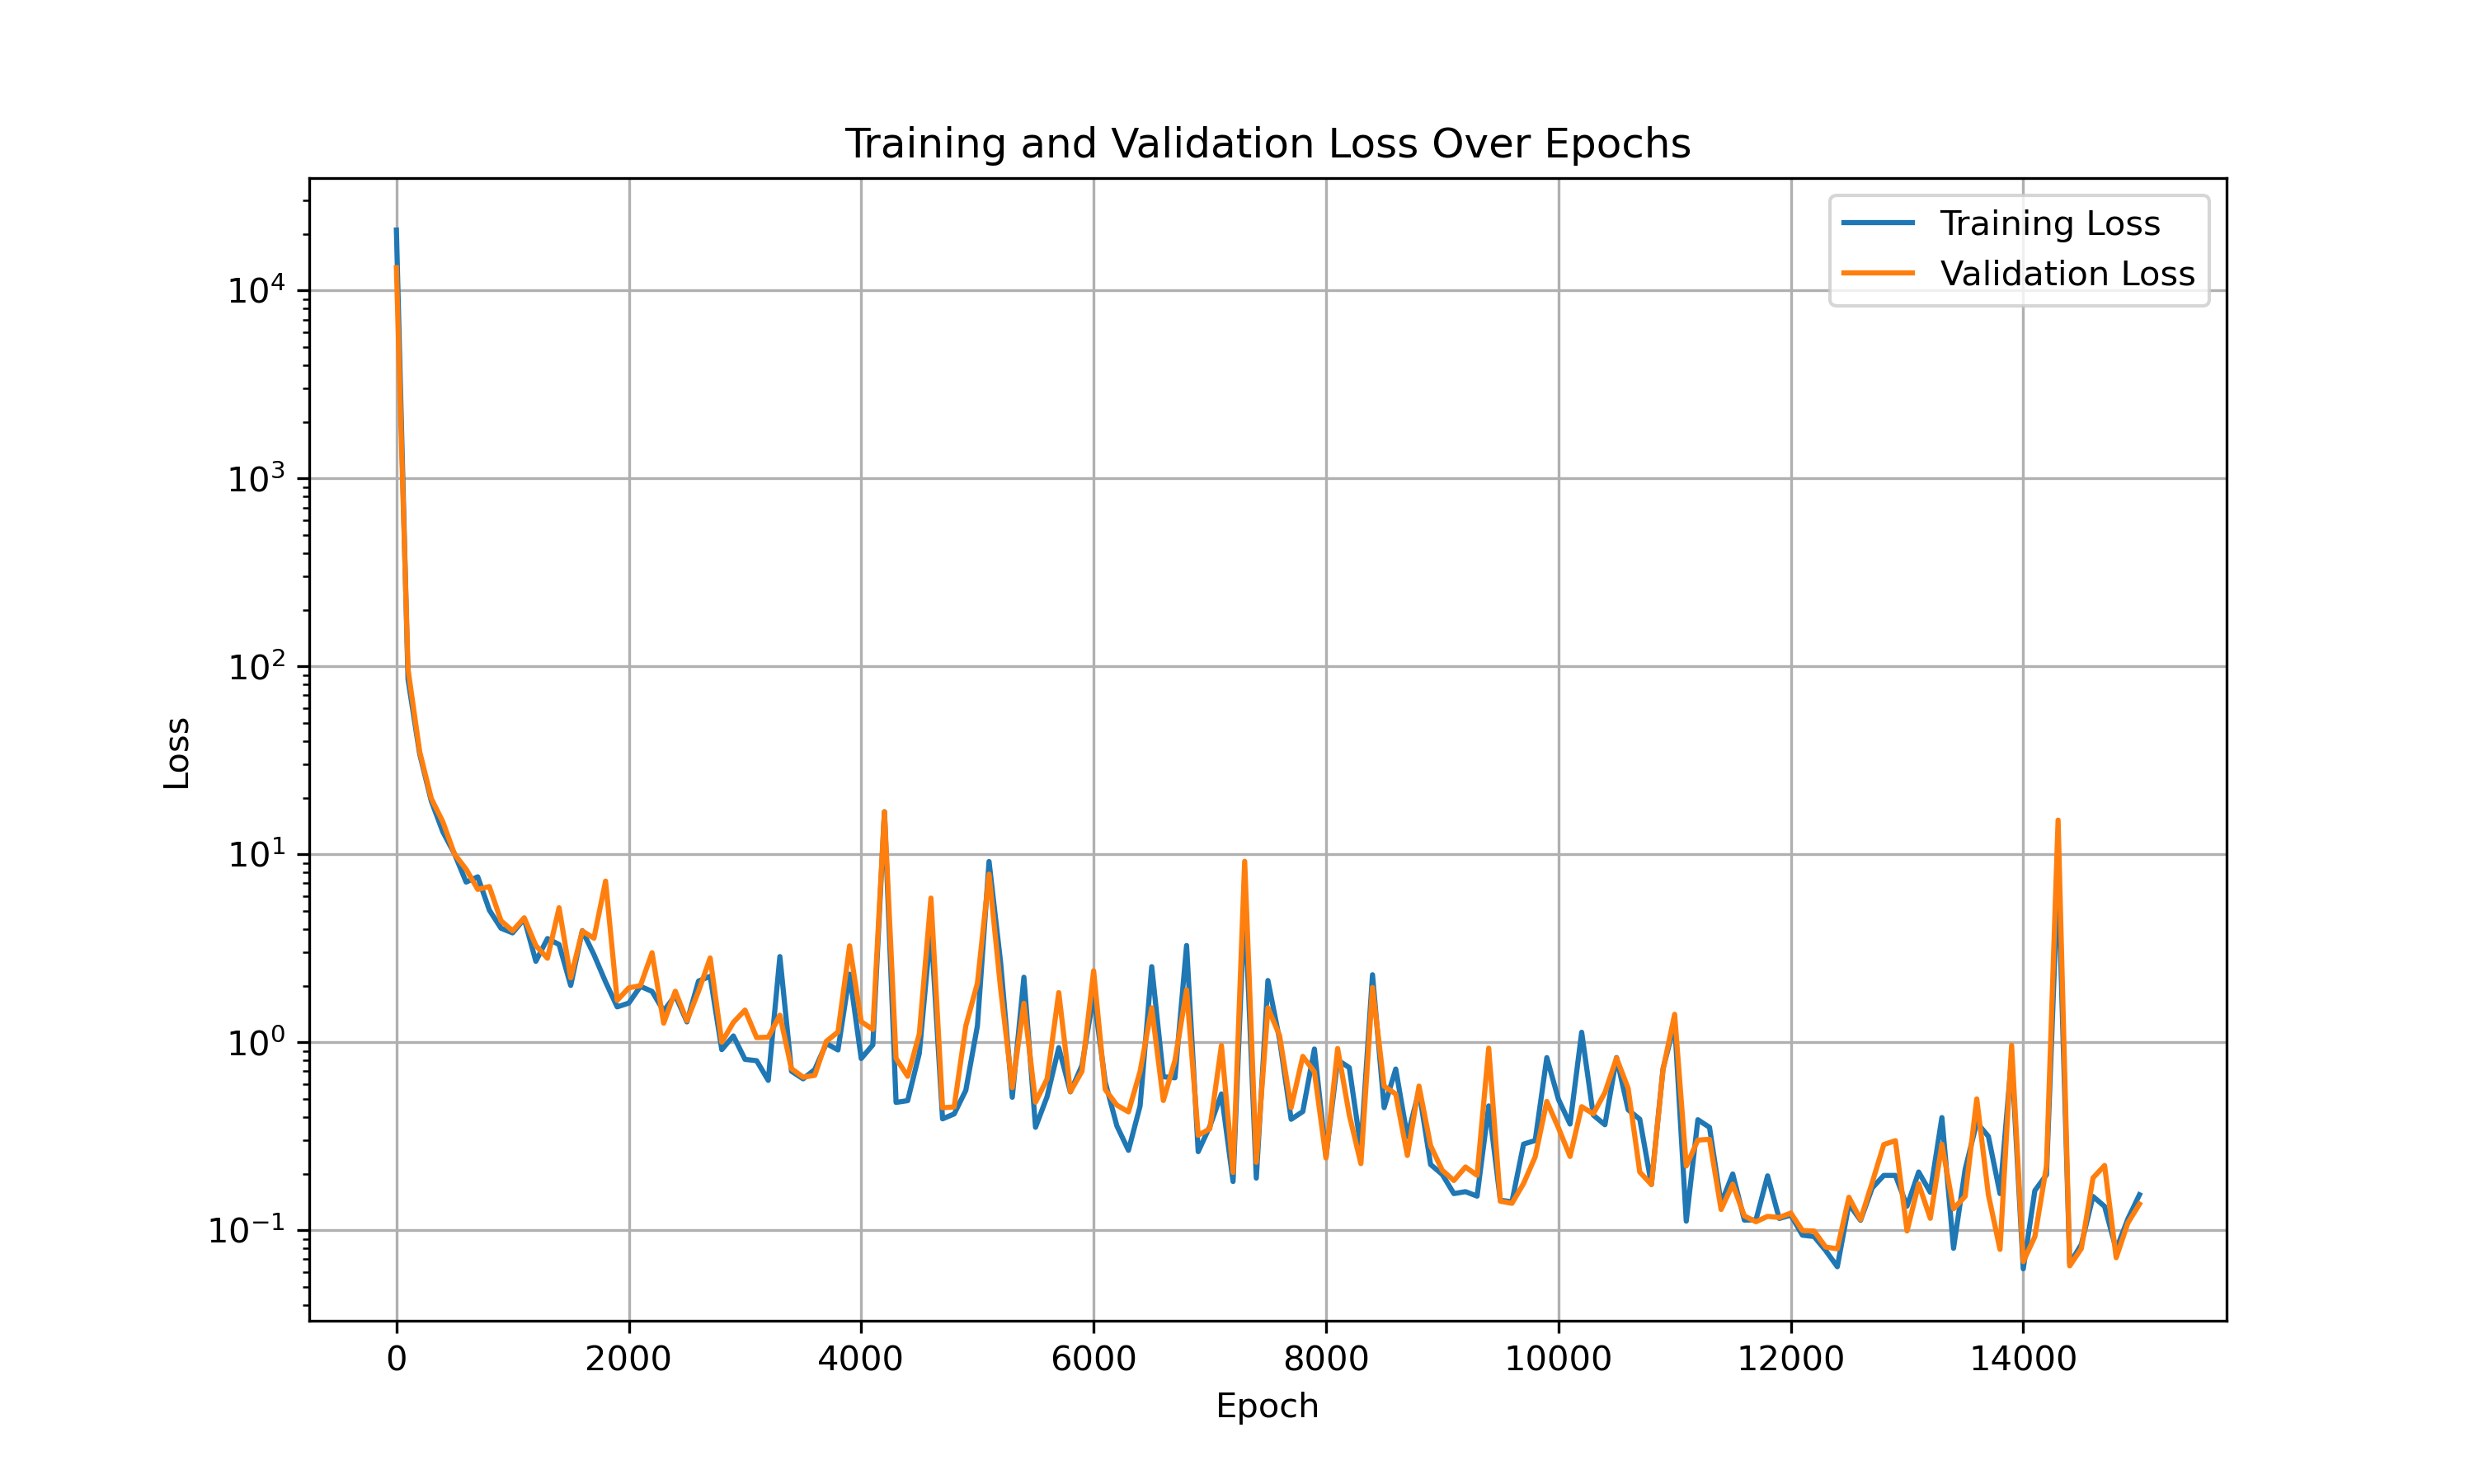 Training and Validation Loss Over Epochs
Training Loss
Validation Loss
10⁴
10³
10²
10¹
10⁰
10⁻¹
Loss
0 2000 4000 6000 8000 10000 12000 14000
Epoch